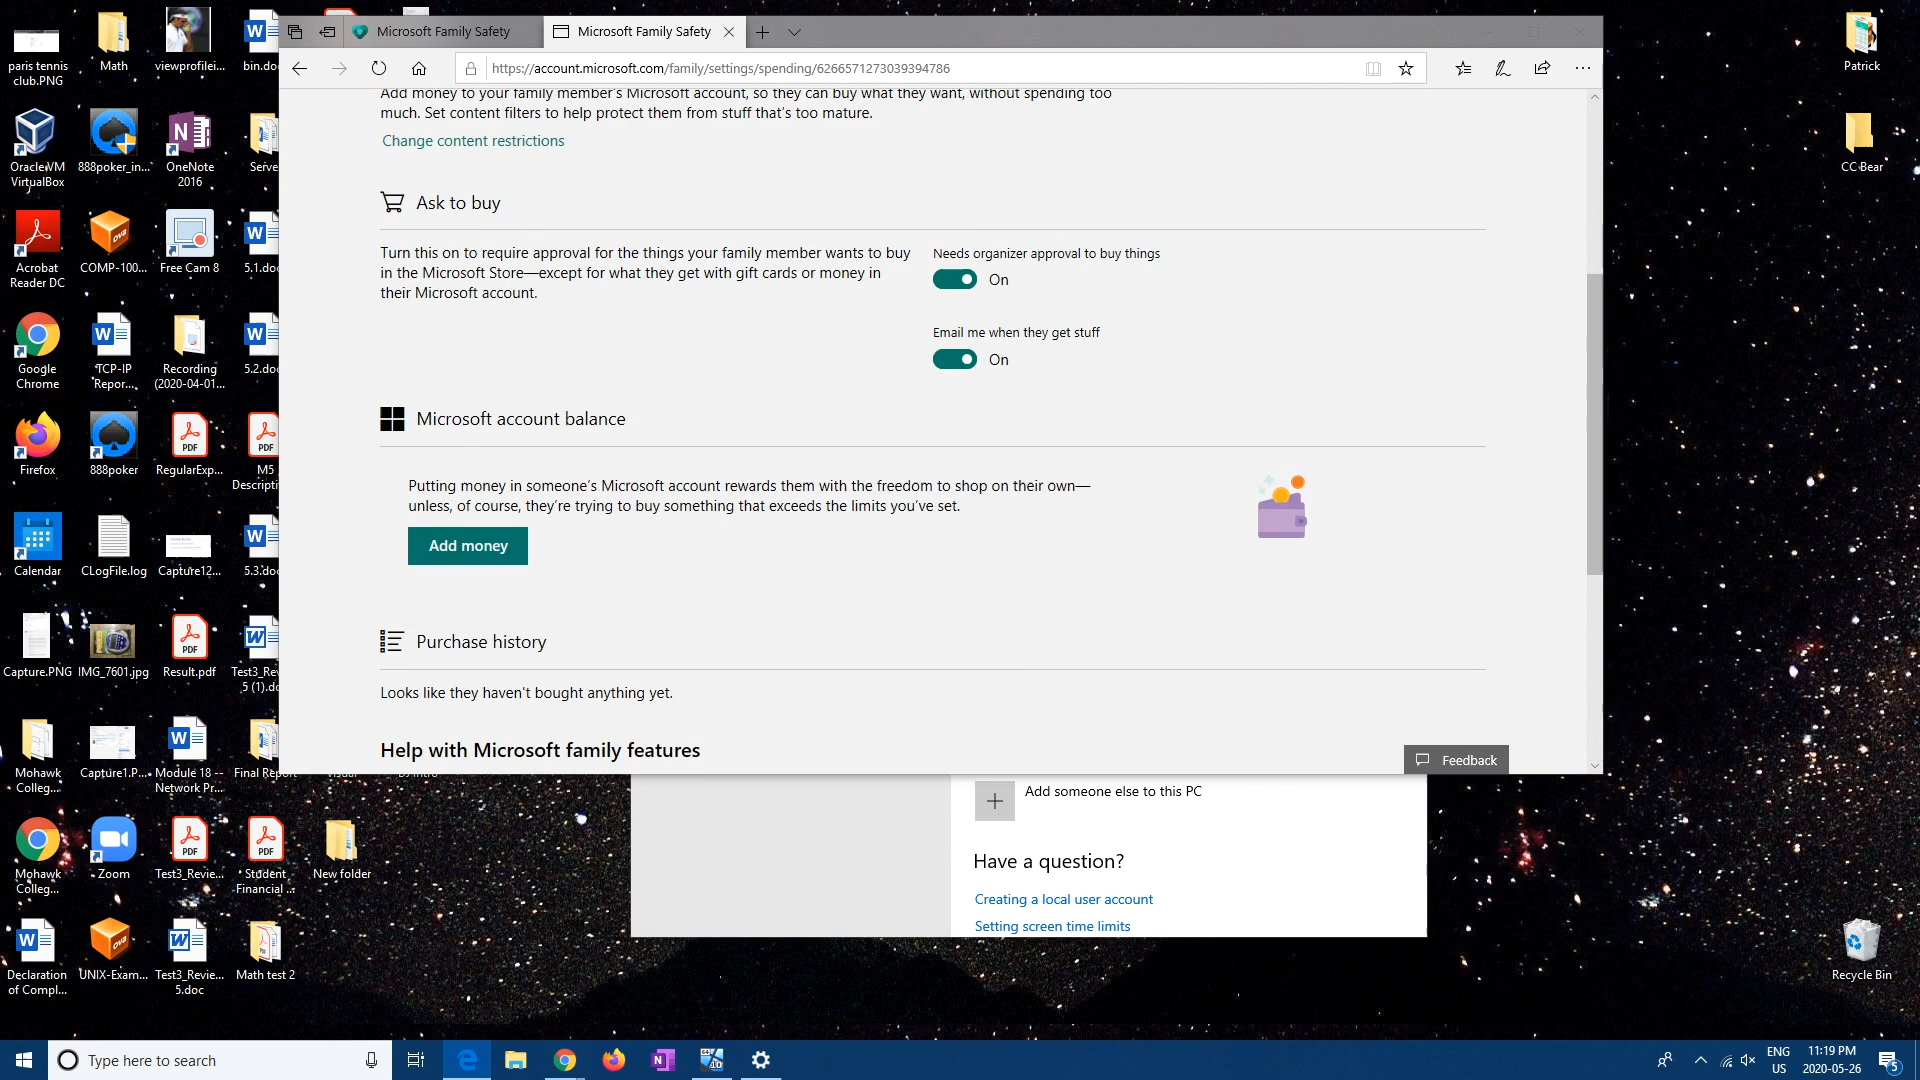 Microsoft Family Safety
Microsoft Family Safety
https://account.microsoft.com/family/settings/spending/6266571273039394786
Add money to your family member's Microsoft account, so they can buy what they want, without spending too
much. Set content filters to help protect them from stuff that's too mature.
Change content restrictions
Ask to buy
Turn this on to require approval for the things your family member wants to buy
in the Microsoft Store—except for what they get with gift cards or money in
their Microsoft account.
Needs organizer approval to buy things
On
Email me when they get stuff
On
Microsoft account balance
Putting money in someone's Microsoft account rewards them with the freedom to shop on their own—
unless, of course, they're trying to buy something that exceeds the limits you've set.
Add money
Purchase history
Looks like they haven't bought anything yet.
Help with Microsoft family features
Feedback
Add someone else to this PC
Have a question?
Creating a local user account
Setting screen time limits
paris tennis
club.PNG
Math
viewprofilei...
bin.do
Oracle VM
VirtualBox
888poker_in...
OneNote
2016
Serve
Acrobat
Reader DC
COMP-100...
Free Cam 8
5.1.do
Google
Chrome
TCP-IP
Repor...
Recording
(2020-04-01...
5.2.do
Firefox
888poker
RegularExp...
M5
Descripti
Calendar
CLogFile.log
Capture12...
5.3.do
Capture.PNG
IMG_7601.jpg
Result.pdf
Test3_Rev
5 (1).do
Mohawk
Colleg...
Capture1.P...
Module 18 --
Network Pr...
Final Report
Mohawk
Colleg...
Zoom
Test3_Revie...
Student
Financial ...
New folder
Declaration
of Compl...
UNIX-Exam...
Test3_Revie...
5.doc
Math test 2
Patrick
CC-Bear
Recycle Bin
Type here to search
ENG
US
11:19 PM
2020-05-26
5